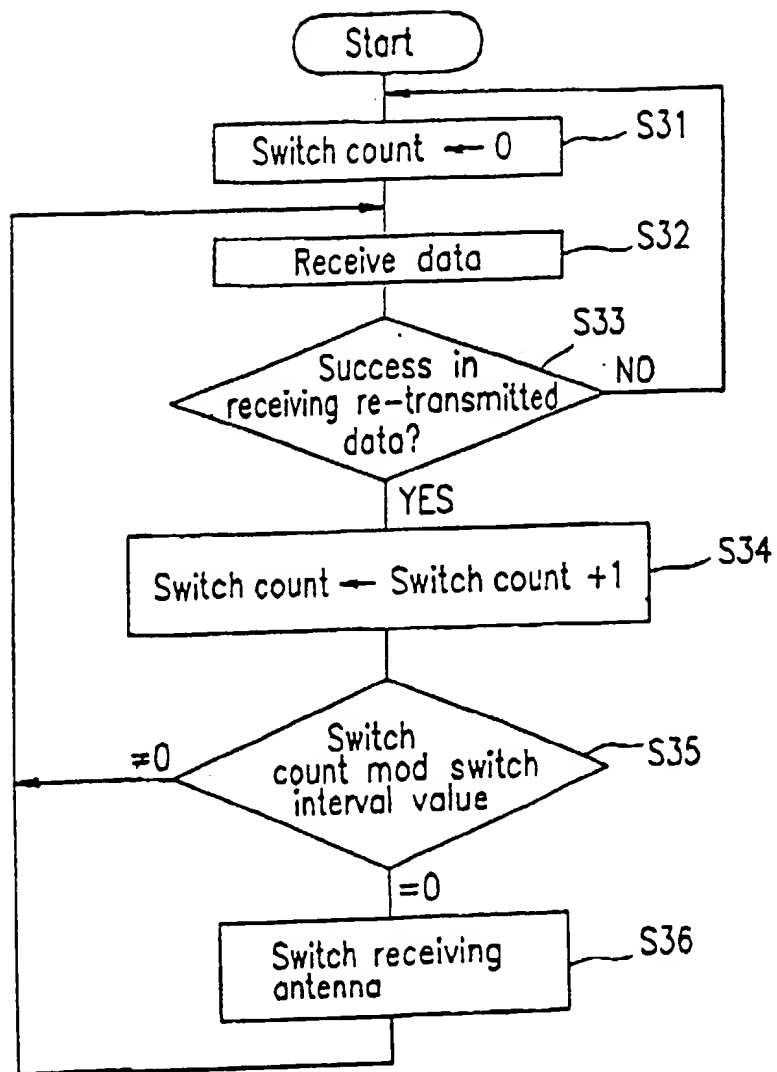 Start
Switch count ← 0
S31
Receive data
S32
S33
Success in
receiving re-transmitted
data?
NO
YES
Switch count ← Switch count +1
S34
≠0
Switch
count mod switch
interval value
S35
=0
Switch receiving
antenna
S36